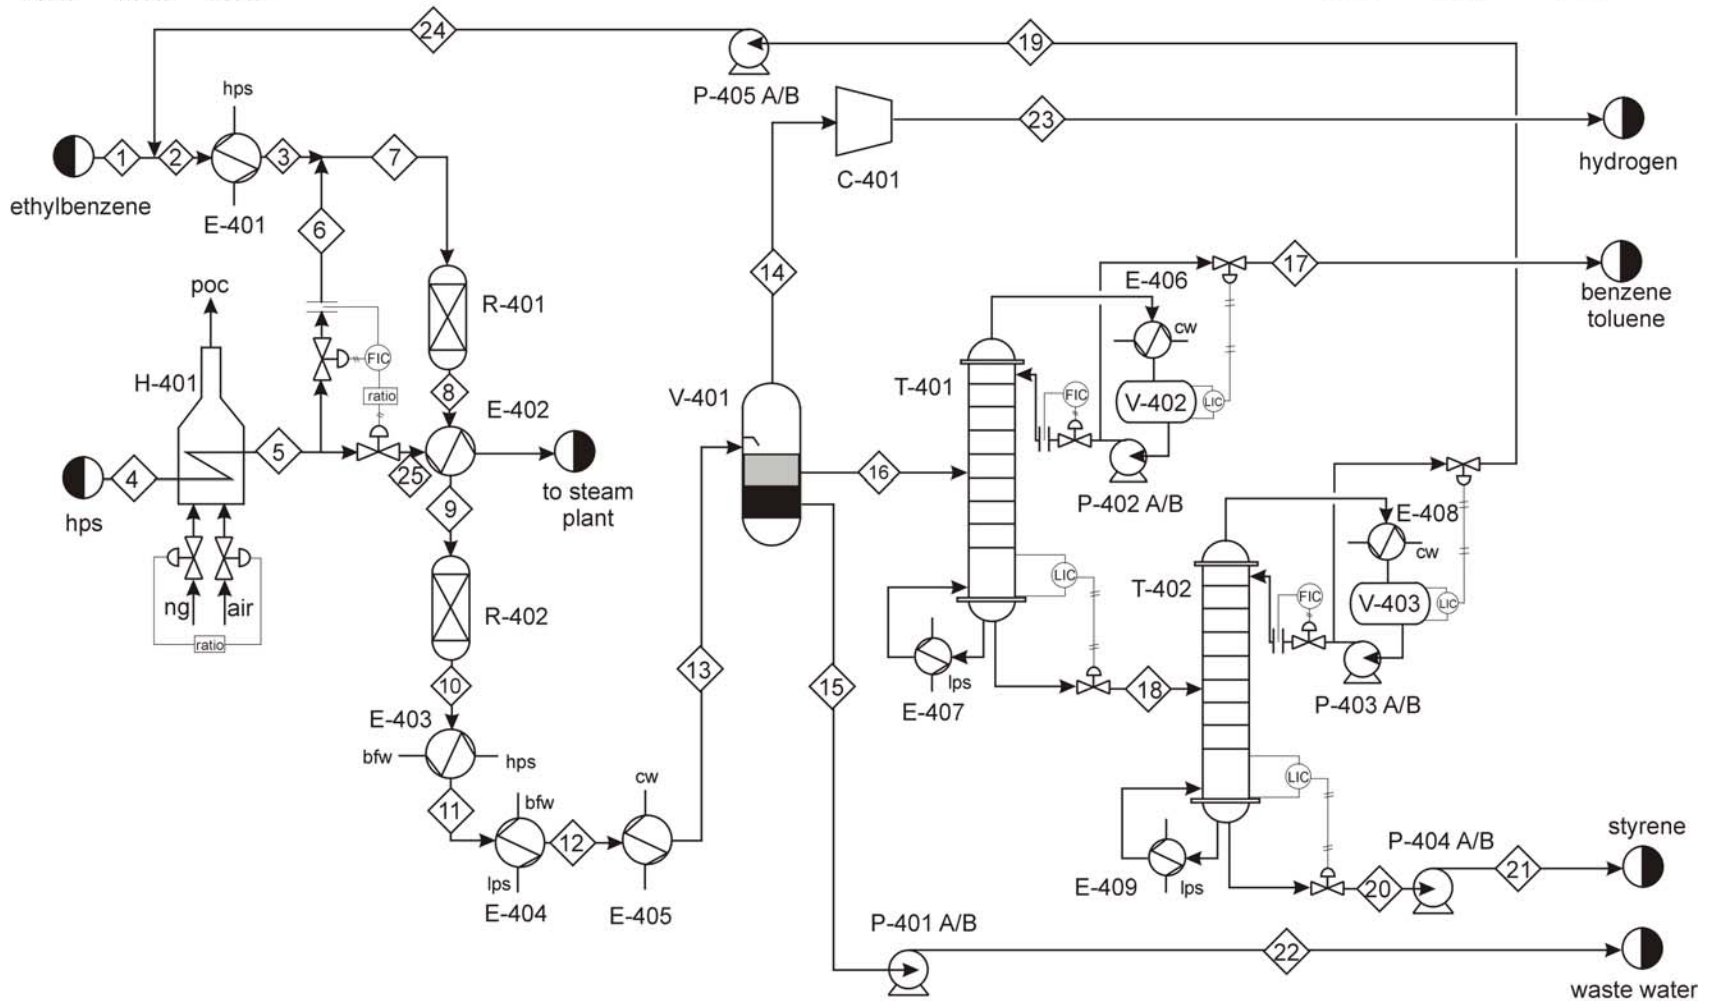 24
19
P-405 A/B
hps
23
C-401
hydrogen
1
2
3
7
ethylbenzene
E-401
6
14
E-406
17
benzene
toluene
poc
R-401
cw
H-401
FIC
ratio
8
E-402
V-401
T-401
FIC
V-402
LIC
5
25
16
4
hps
to steam
plant
9
P-402 A/B
E-408
cw
ng
air
ratio
R-402
LIC
T-402
FIC
V-403
LIC
10
13
15
lps
E-407
18
P-403 A/B
E-403
bfw
hps
11
bfw
12
cw
lps
E-404
E-405
LIC
E-409
lps
P-404 A/B
20
21
styrene
P-401 A/B
22
waste water